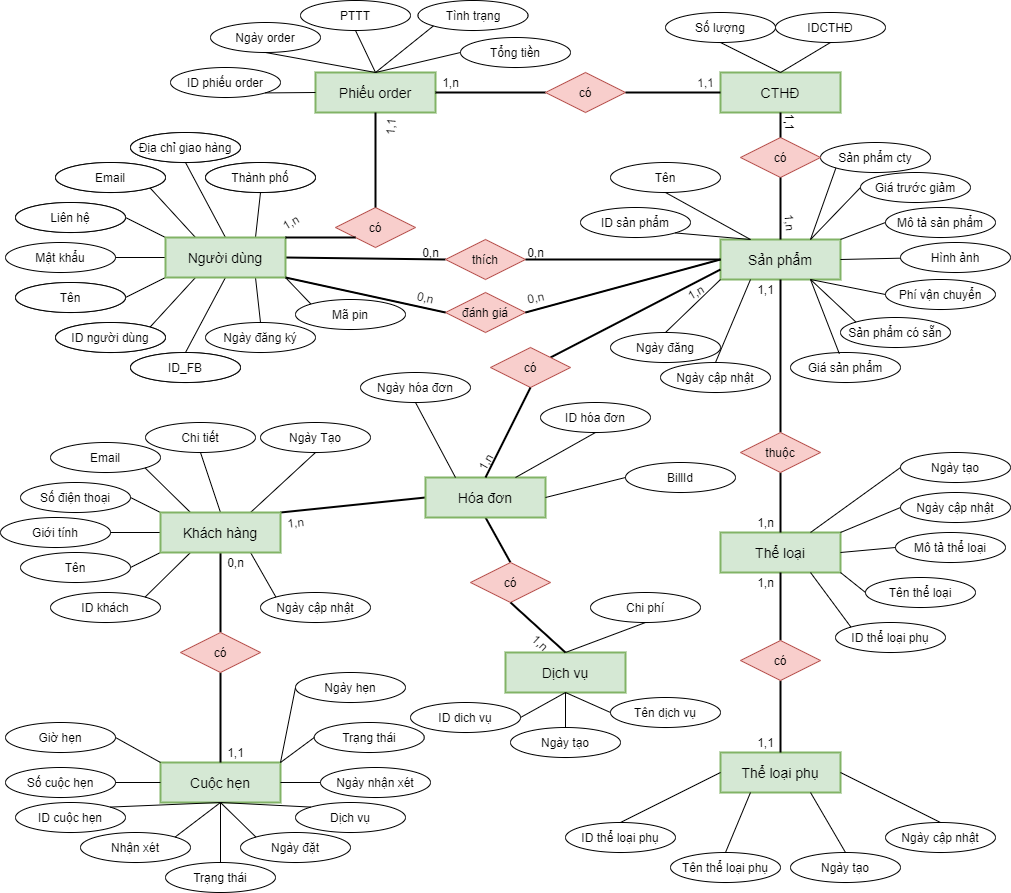 PTTT
Tình trạng
Số lượng
IDCTHĐ
Ngày order
Tổng tiền
ID phiếu order
Phiếu order
1,n
có
1,1
CTHĐ
1,1
1,1
Địa chỉ giao hàng
có
Sản phẩm cty
Email
Thành phố
Tên
Giá trước giảm
Liên hệ
1,n
có
ID sản phẩm
1,n
Mô tả sản phẩm
Mật khẩu
Người dùng
0,n
thích
0,n
Sản phẩm
Hình ảnh
Tên
0,n
đánh giá
0,n
1,n
1,1
Phí vận chuyển
ID người dùng
Ngày đăng ký
Mã pin
Ngày đăng
Sản phẩm có sẵn
ID_FB
có
Ngày cập nhật
Giá sản phẩm
Ngày hóa đơn
ID hóa đơn
Chi tiết
Ngày Tạo
Email
thuộc
1,n
Ngày tạo
Số điện thoại
Hóa đơn
BillId
Ngày cập nhật
Giới tính
Khách hàng
1,n
1,n
Tên
0,n
Thể loại
Mô tả thể loại
có
1,n
Tên thể loại
ID khách
Ngày cập nhật
Chi phí
ID thể loại phụ
1,n
có
có
Dịch vụ
Ngày hẹn
ID dich vụ
Tên dịch vụ
Giờ hẹn
1,1
Trạng thái
Ngày tạo
1,1
Số cuộc hẹn
Cuộc hẹn
Ngày nhận xét
Thể loại phụ
ID cuộc hẹn
Dịch vụ
Nhận xét
Ngày đặt
ID thể loại phụ
Ngày cập nhật
Trạng thái
Tên thể loại phụ
Ngày tạo